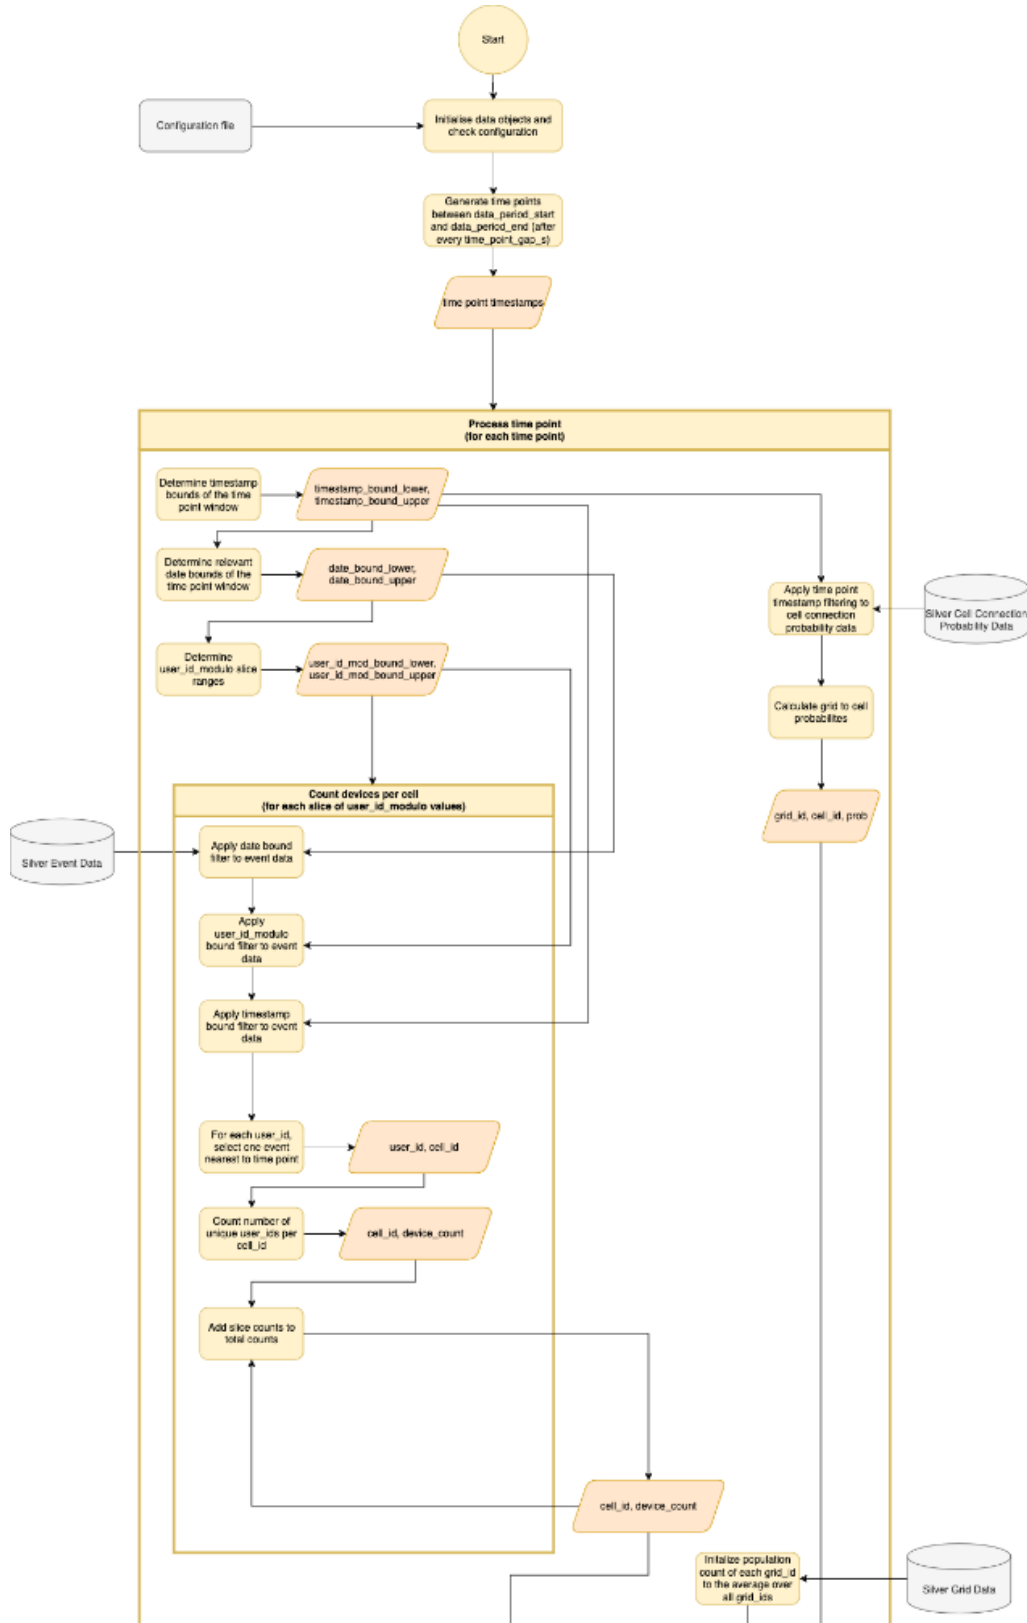 Start
Configuration file
Initialise data objects and
check configuration
Generate time points
between data_period_start
and data_period_end (after
every time_point_gap_s)
time point timestamps
Process time point
(for each time point)
Determine timestamp
bounds of the time
point window
timestamp_bound_lower,
timestamp_bound_upper
Determine relevant
date bounds of the
time point window
date_bound_lower,
date_bound_upper
Apply time point
timestamp filtering to
cell connection
probability data
Silver Cell Connection
Probability Data
Determine
user_id_modulo slice
ranges
user_id_mod_bound_lower,
user_id_mod_bound_upper
Calculate grid to cell
probabilites
grid_id, cell_id, prob
Count devices per cell
(for each slice of user_id_modulo values)
Silver Event Data
Apply date bound
filter to event data
Apply
user_id_modulo
bound filter to event
data
Apply timestamp
bound filter to event
data
For each user_id,
select one event
nearest to time point
user_id, cell_id
Count number of
unique user_ids per
cell_id
cell_id, device_count
Add slice counts to
total counts
cell_id, device_count
Initalize population
count of each grid_id
to the average over
all grid_ids
Silver Grid Data